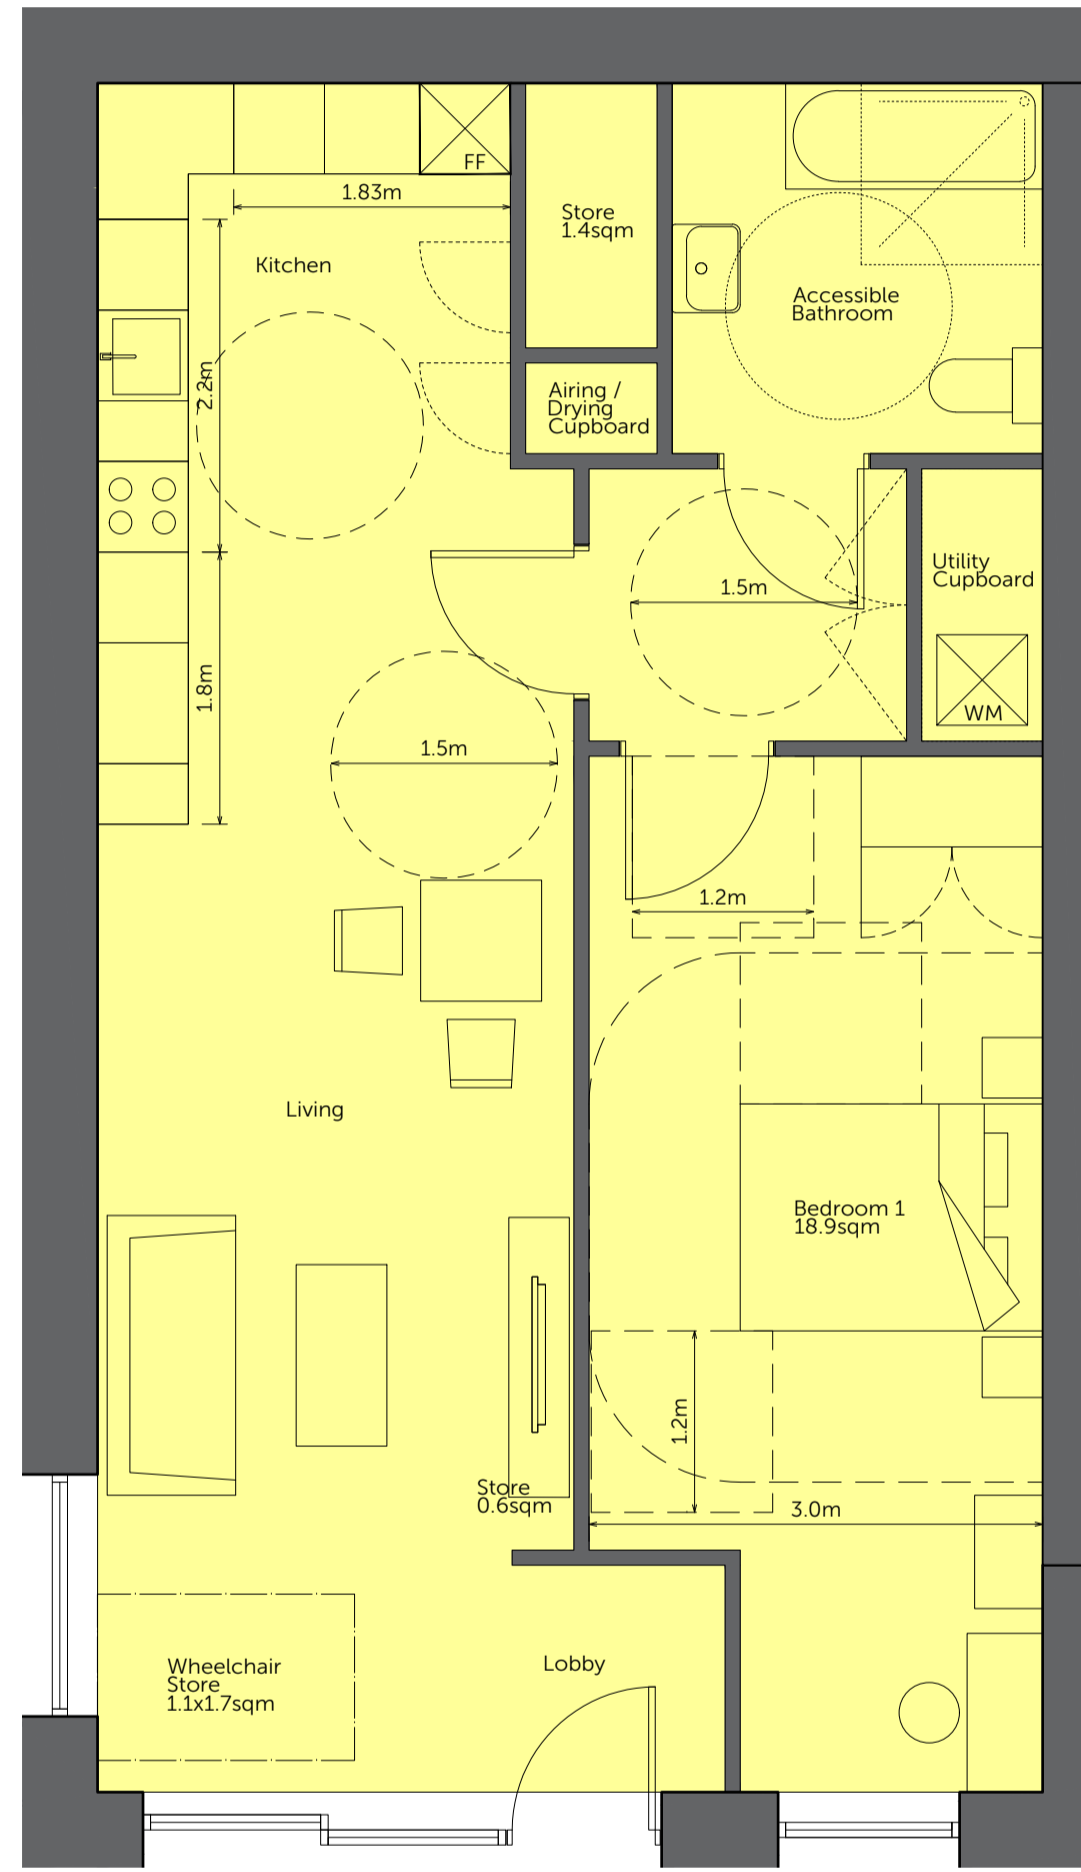 FF
1.83m
Store
1.4sqm
Kitchen
Accessible
Bathroom
2.2m
Airing /
Drying
Cupboard
Utility
Cupboard
1.5m
1.8m
WM
1.5m
1.2m
Living
Bedroom 1
18.9sqm
1.2m
Store
0.6sqm
3.0m
Wheelchair
Store
1.1x1.7sqm
Lobby